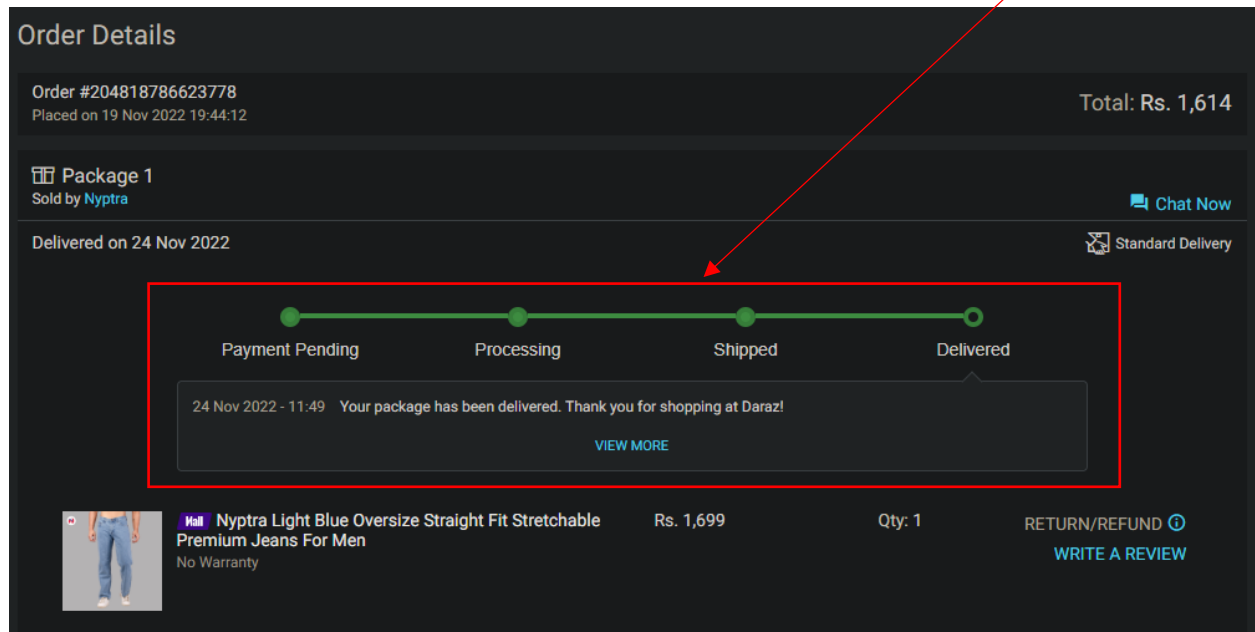 Order Details
Order #204818786623778
Total: Rs. 1,614
Placed on 19 Nov 2022 19:44:12
Package 1
Sold by Nyptra
Chat Now
Delivered on 24 Nov 2022
Standard Delivery
Payment Pending
Processing
Shipped
Delivered
24 Nov 2022 - 11:49 Your package has been delivered. Thank you for shopping at Daraz!
VIEW MORE
Mall Nyptra Light Blue Oversize Straight Fit Stretchable
Premium Jeans For Men
No Warranty
Rs. 1,699
Qty: 1
RETURN/REFUND
WRITE A REVIEW